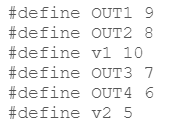 #define OUT1 9
#define OUT2 8
#define v1 10
#define OUT3 7
#define OUT4 6
#define v2 5